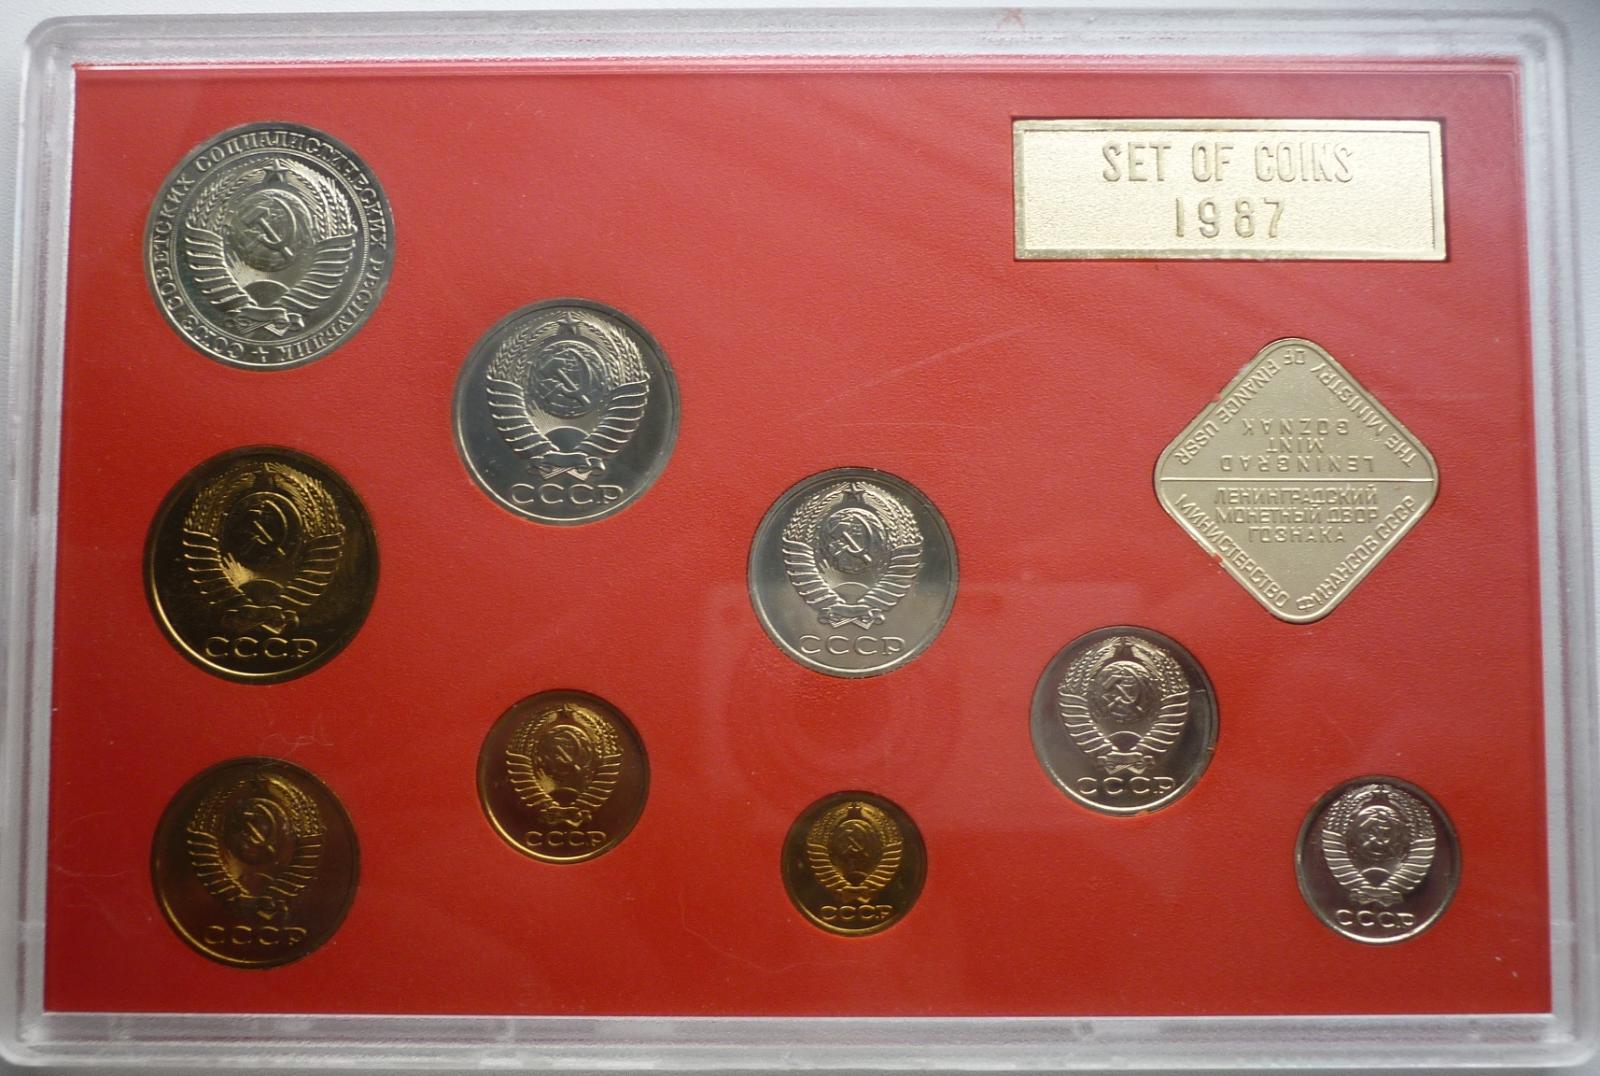 SET OF COINS
1987
СОЮЗ СОВЕТСКИХ СОЦИАЛИСТИЧЕСКИХ РЕСПУБЛИК
СССР
THE MINISTRY OF FINANCE USSR
LENINGRAD
MINT
GOZNAK
ЛЕНИНГРАДСКИЙ
МОНЕТНЫЙ ДВОР
ГОЗНАКА
МИНИСТЕРСТВО ФИНАНСОВ СССР
СССР
СССР
СССР
СССР
СССР
СССР
СССР